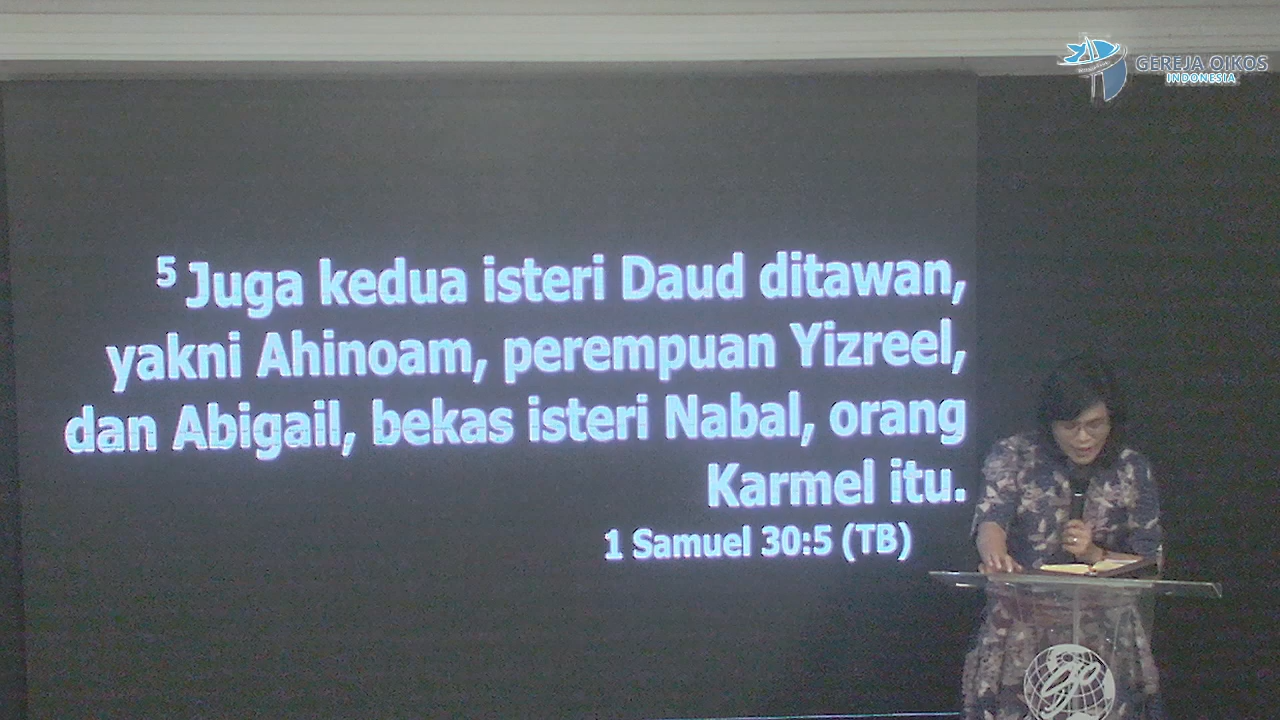 GEREJA OIKOS
INDONESIA
5 Juga kedua isteri Daud ditawan,
yakni Ahinoam, perempuan Yizreel,
dan Abigail, bekas isteri Nabal, orang
Karmel itu.
1 Samuel 30:5 (TB)